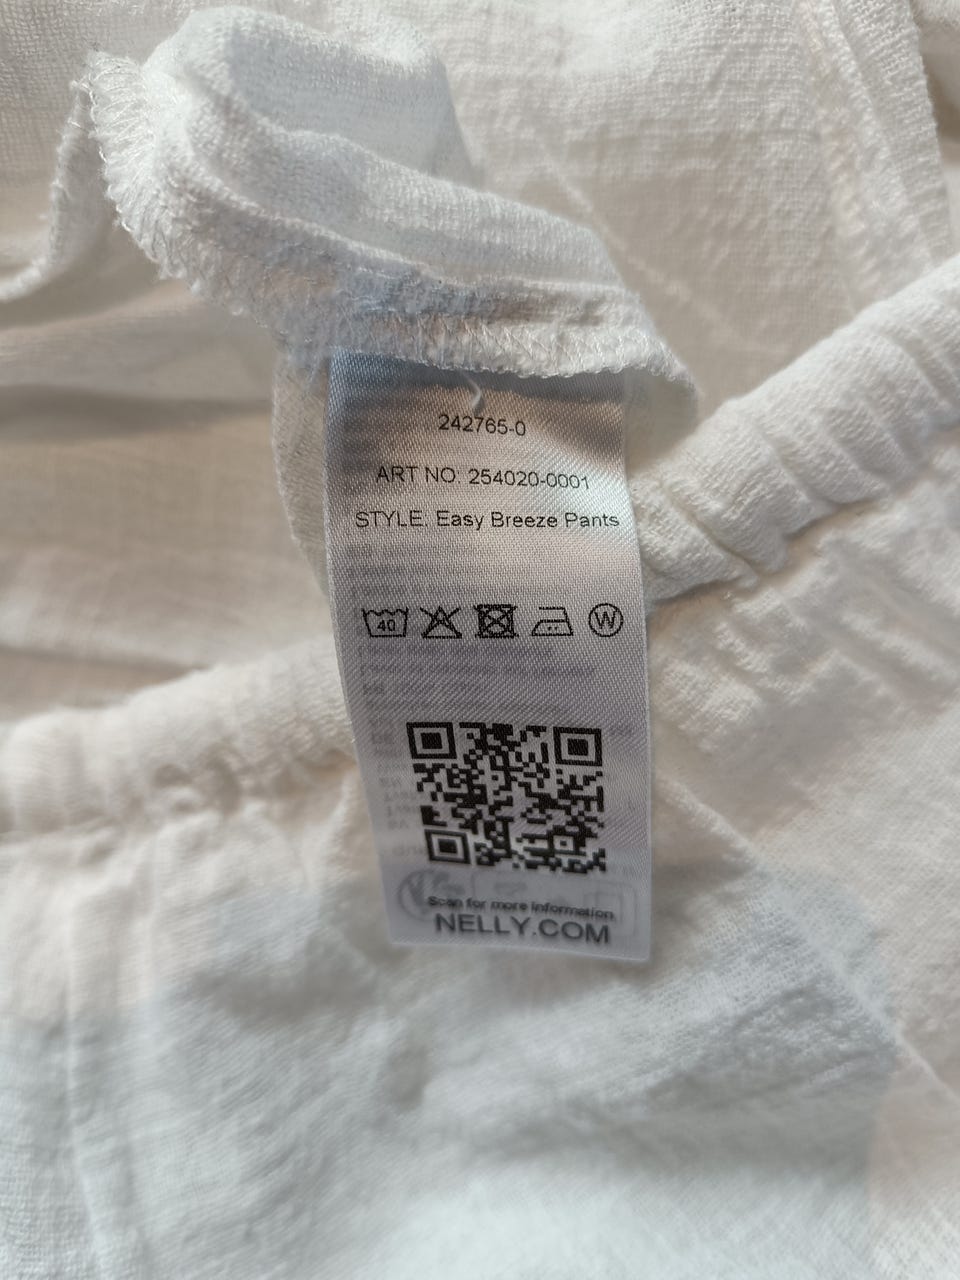 242765-0
ART NO. 254020-0001
STYLE. Easy Breeze Pants
40
W
Scan for more information
NELLY.COM